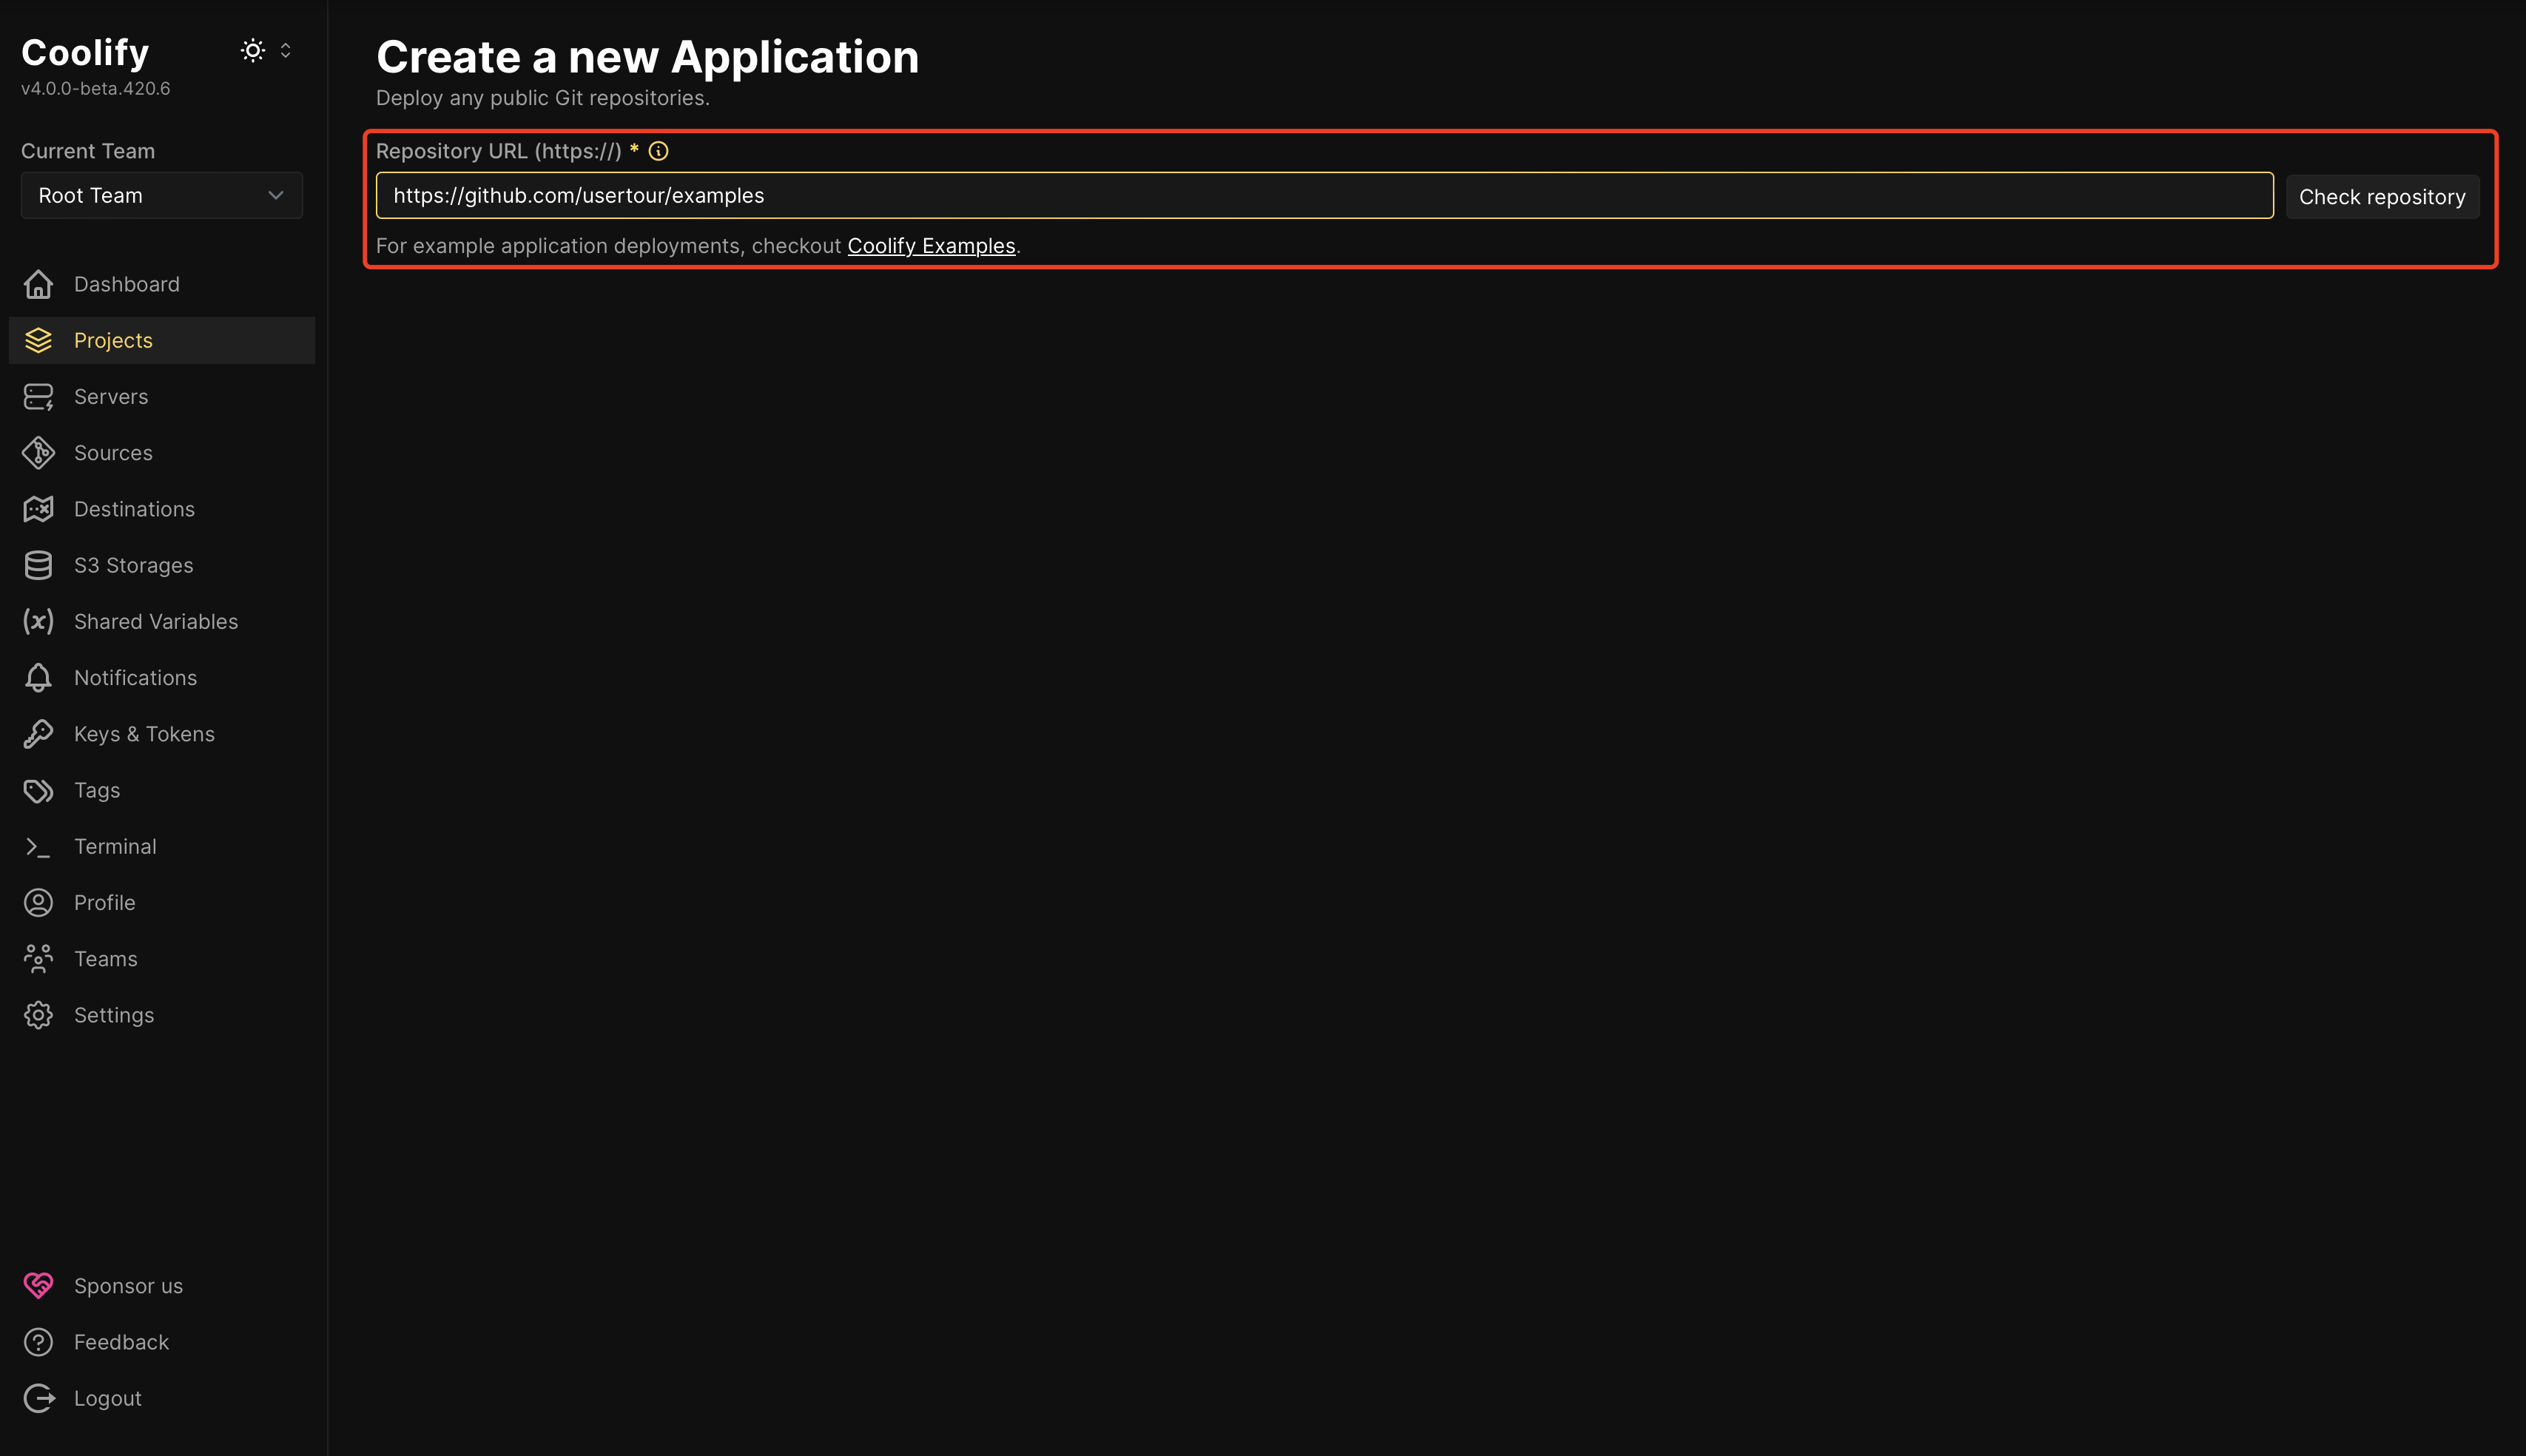 Coolify
v4.0.0-beta.420.6
Current Team
Root Team
Dashboard
Projects
Servers
Sources
Destinations
S3 Storages
Shared Variables
Notifications
Keys & Tokens
Tags
Terminal
Profile
Teams
Settings
Sponsor us
Feedback
Logout
Create a new Application
Deploy any public Git repositories.
Repository URL (https://) *
https://github.com/usertour/examples
Check repository
For example application deployments, checkout Coolify Examples.